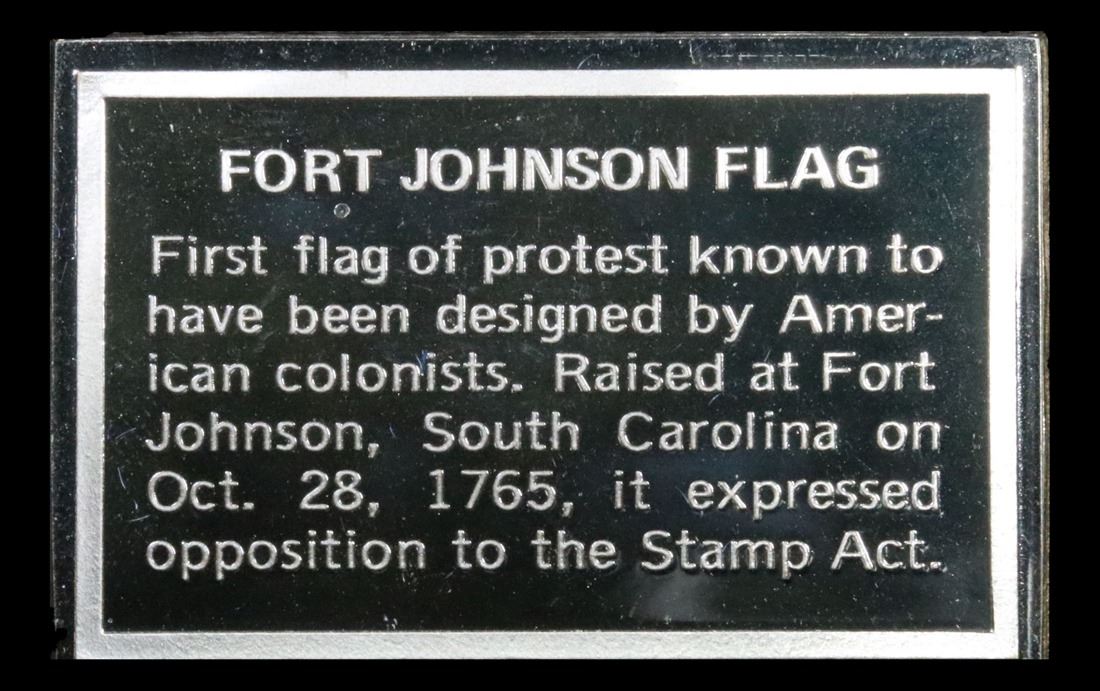 FORT JOHNSON FLAG
First flag of protest known to
have been designed by Amer-
ican colonists. Raised at Fort
Johnson, South Carolina on
Oct. 28, 1765, it expressed
opposition to the Stamp Act.